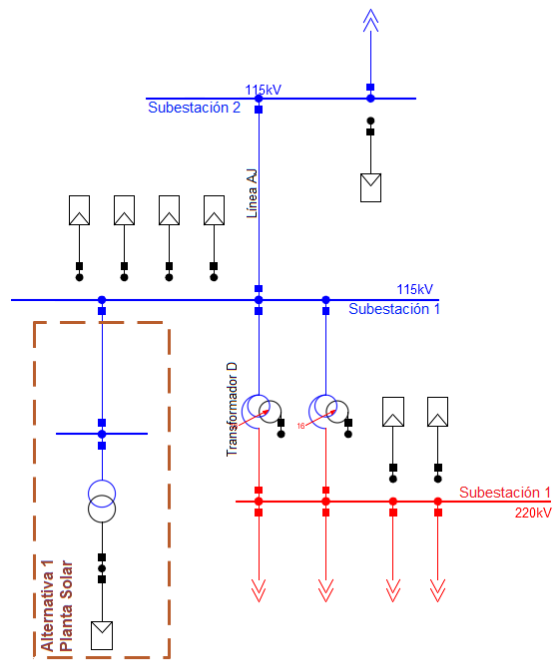 115kV
Subestación 2
Línea AJ
115kV
Subestación 1
Transformador D
16
Subestación 1
220kV
Alternativa 1
Planta Solar